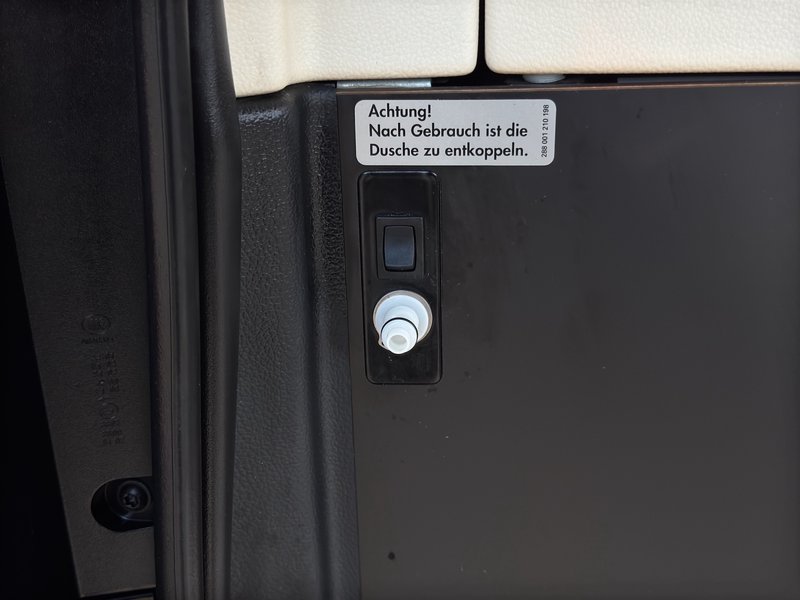 Achtung!
Nach Gebrauch ist die
Dusche zu entkoppeln.
288 001 210 198